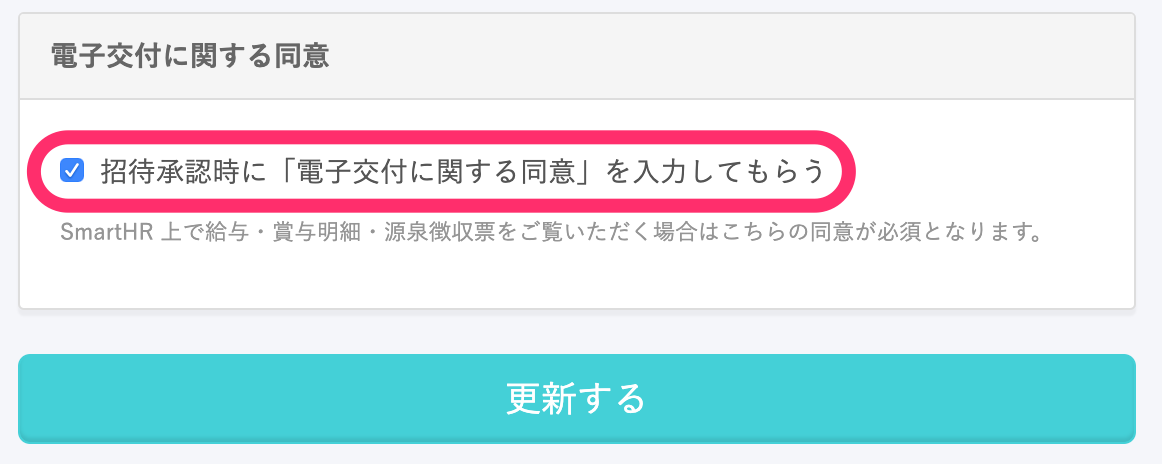 電子交付に関する同意
招待承認時に「電子交付に関する同意」を入力してもらう
SmartHR 上で給与・賞与明細・源泉徴収票をご覧いただく場合はこちらの同意が必須となります。
更新する